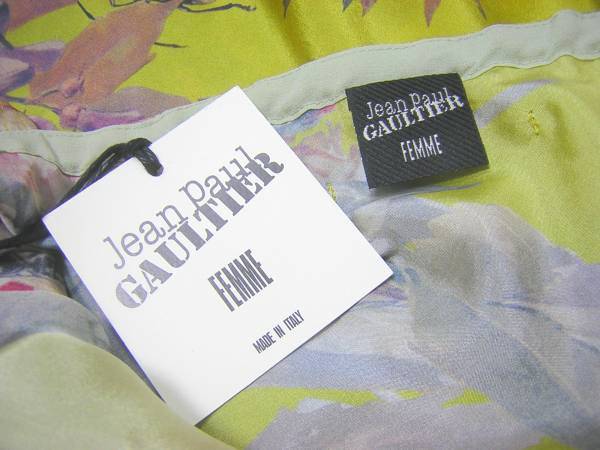 Jean Paul
GAULTIER
FEMME
MADE IN ITALY
Jean Paul
GAULTIER
FEMME